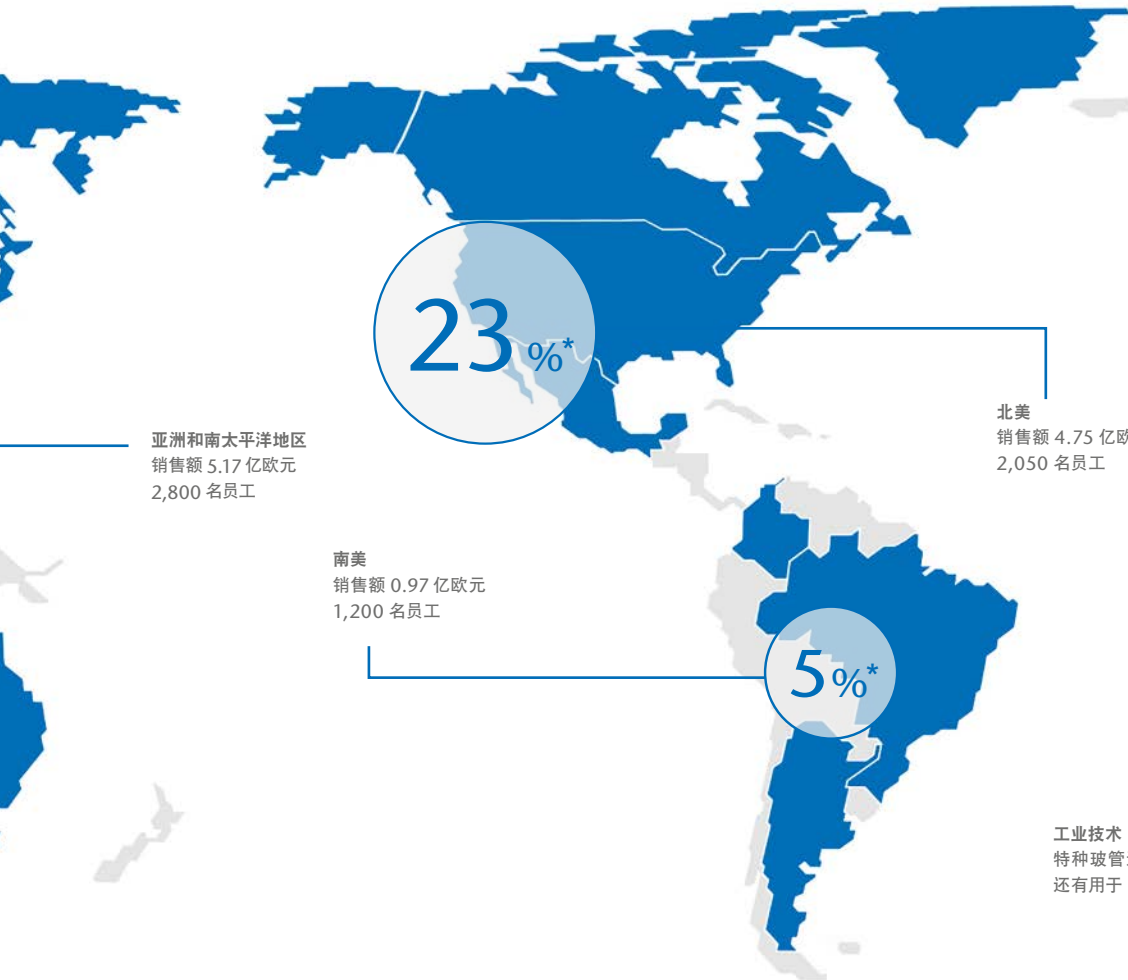 23 %*
亚洲和南太平洋地区
销售额 5.17 亿欧元
2,800 名员工
北美
销售额 4.75 亿欧
2,050 名员工
南美
销售额 0.97 亿欧元
1,200 名员工
5 %*
工业技术
特种玻管
还有用于